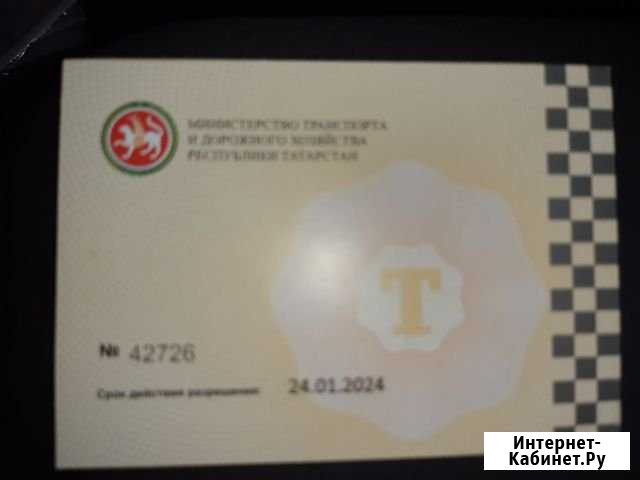 МИНИСТЕРСТВО ТРАНСПОРТА
И ДОРОЖНОГО ХОЗЯЙСТВА
РЕСПУБЛИКИ ТАТАРСТАН
Т
№ 42726
Срок действия разрешения: 24.01.2024
Интернет-
Кабинет.Ру